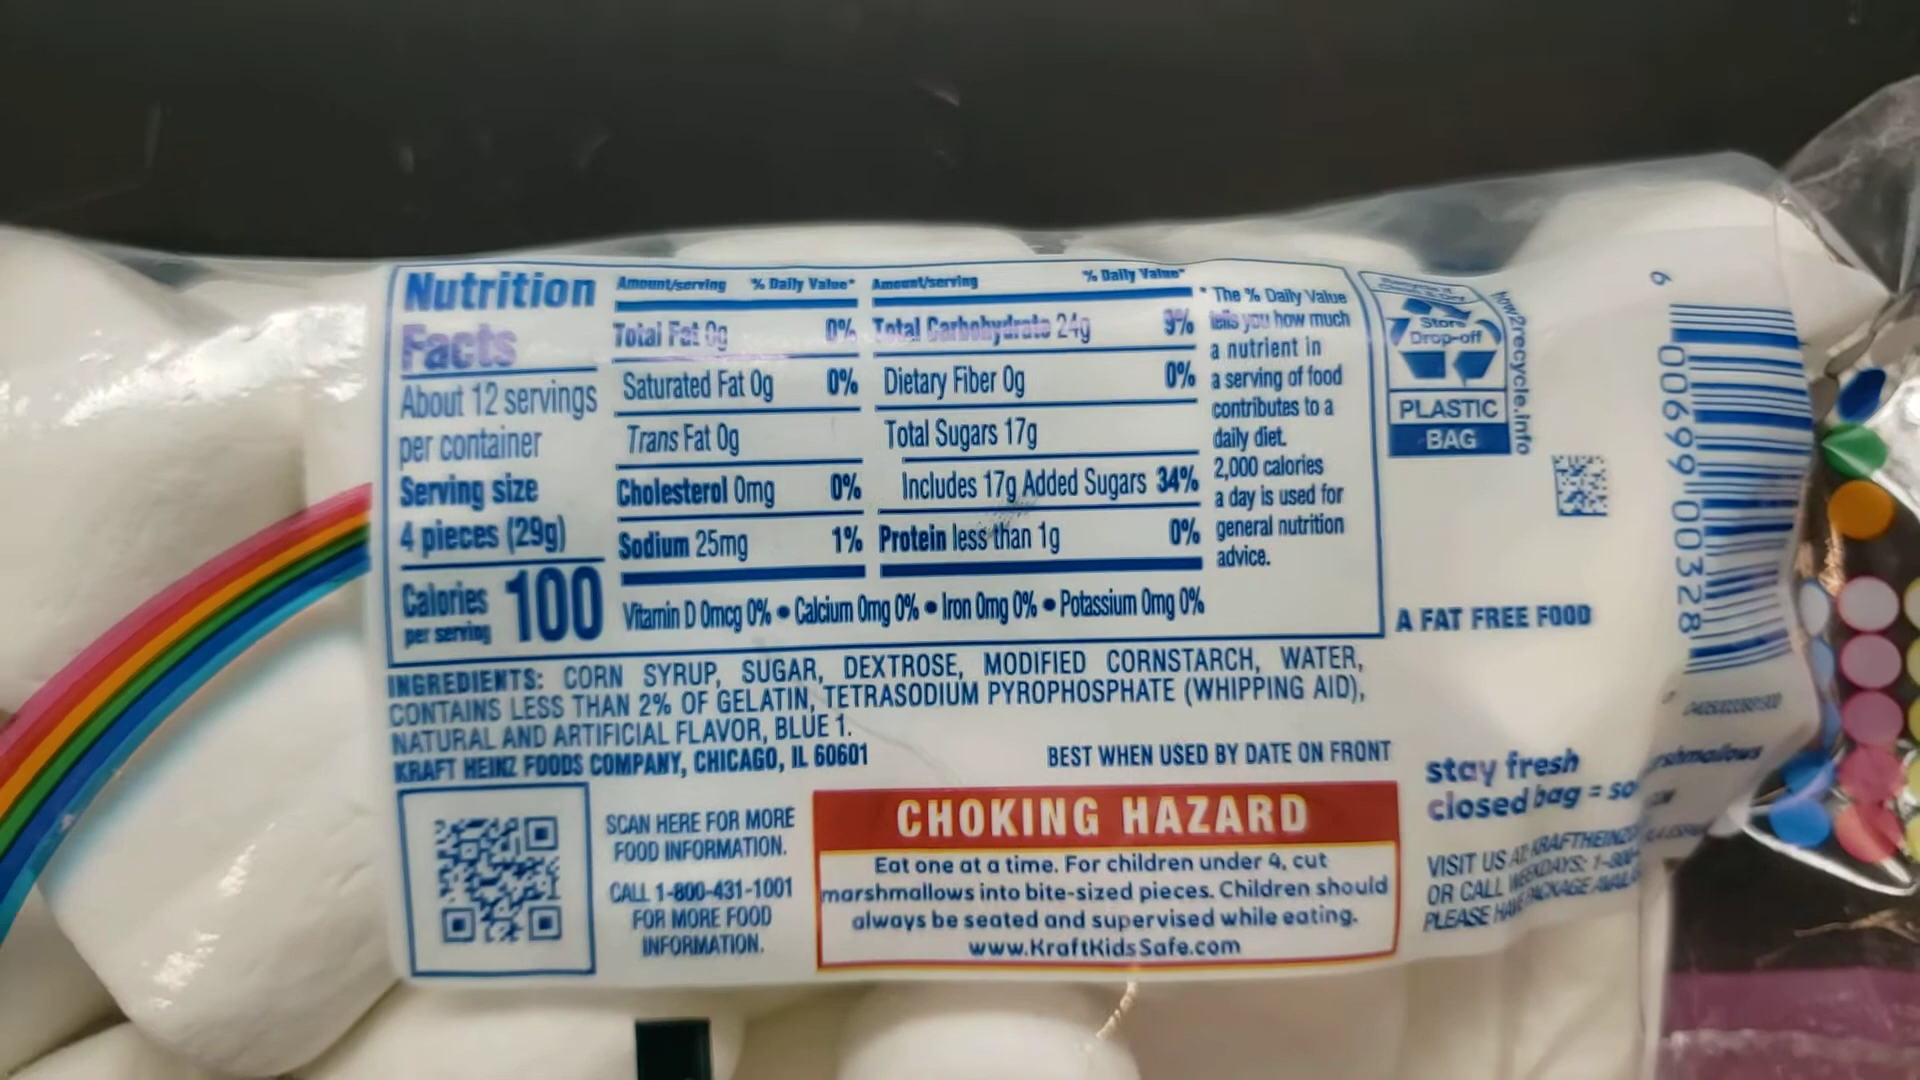 Nutrition
Facts
About 12 servings
per container
Serving size
4 pieces (29g)
Calories
per serving
100
Amount/serving % Daily Value*
Total Fat 0g 0%
Saturated Fat 0g 0%
Trans Fat 0g
Cholesterol 0mg 0%
Sodium 25mg 1%
Amount/serving % Daily Value*
Total Carbohydrate 24g 9%
Dietary Fiber 0g 0%
Total Sugars 17g
Includes 17g Added Sugars 34%
Protein less than 1g 0%
Vitamin D 0mcg 0% ● Calcium 0mg 0% ● Iron 0mg 0% ● Potassium 0mg 0%
* The % Daily Value
tells you how much
a nutrient in
a serving of food
contributes to a
daily diet.
2,000 calories
a day is used for
general nutrition
advice.
Store
Drop-off
PLASTIC
BAG
how2recycle.info
A FAT FREE FOOD
6 00699 00328
INGREDIENTS: CORN SYRUP, SUGAR, DEXTROSE, MODIFIED CORNSTARCH, WATER,
CONTAINS LESS THAN 2% OF GELATIN, TETRASODIUM PYROPHOSPHATE (WHIPPING AID),
NATURAL AND ARTIFICIAL FLAVOR, BLUE 1.
KRAFT HEINZ FOODS COMPANY, CHICAGO, IL 60601
BEST WHEN USED BY DATE ON FRONT
SCAN HERE FOR MORE
FOOD INFORMATION.
CALL 1-800-431-1001
FOR MORE FOOD
INFORMATION.
CHOKING HAZARD
Eat one at a time. For children under 4, cut
marshmallows into bite-sized pieces. Children should
always be seated and supervised while eating.
www.KraftKidsSafe.com
stay fresh
closed bag = so
VISIT US AT: KRAFTHEINZ
OR CALL WEEKDAYS: 1-800
PLEASE HAVE PACKAGE